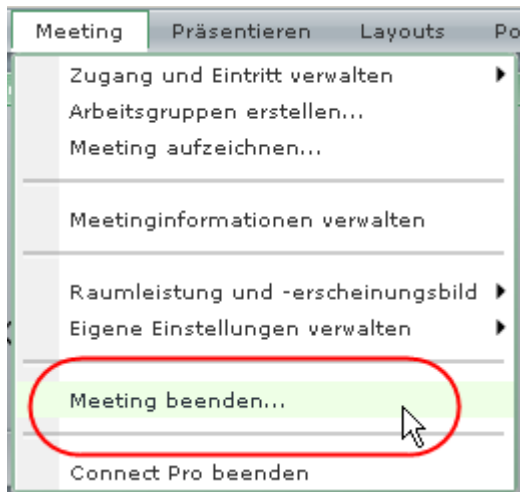 Meeting Präsentieren Layouts Po
Zugang und Eintritt verwalten
Arbeitsgruppen erstellen...
Meeting aufzeichnen...
Meetinginformationen verwalten
Raumleistung und -erscheinungsbild
Eigene Einstellungen verwalten
Meeting beenden...
Connect Pro beenden